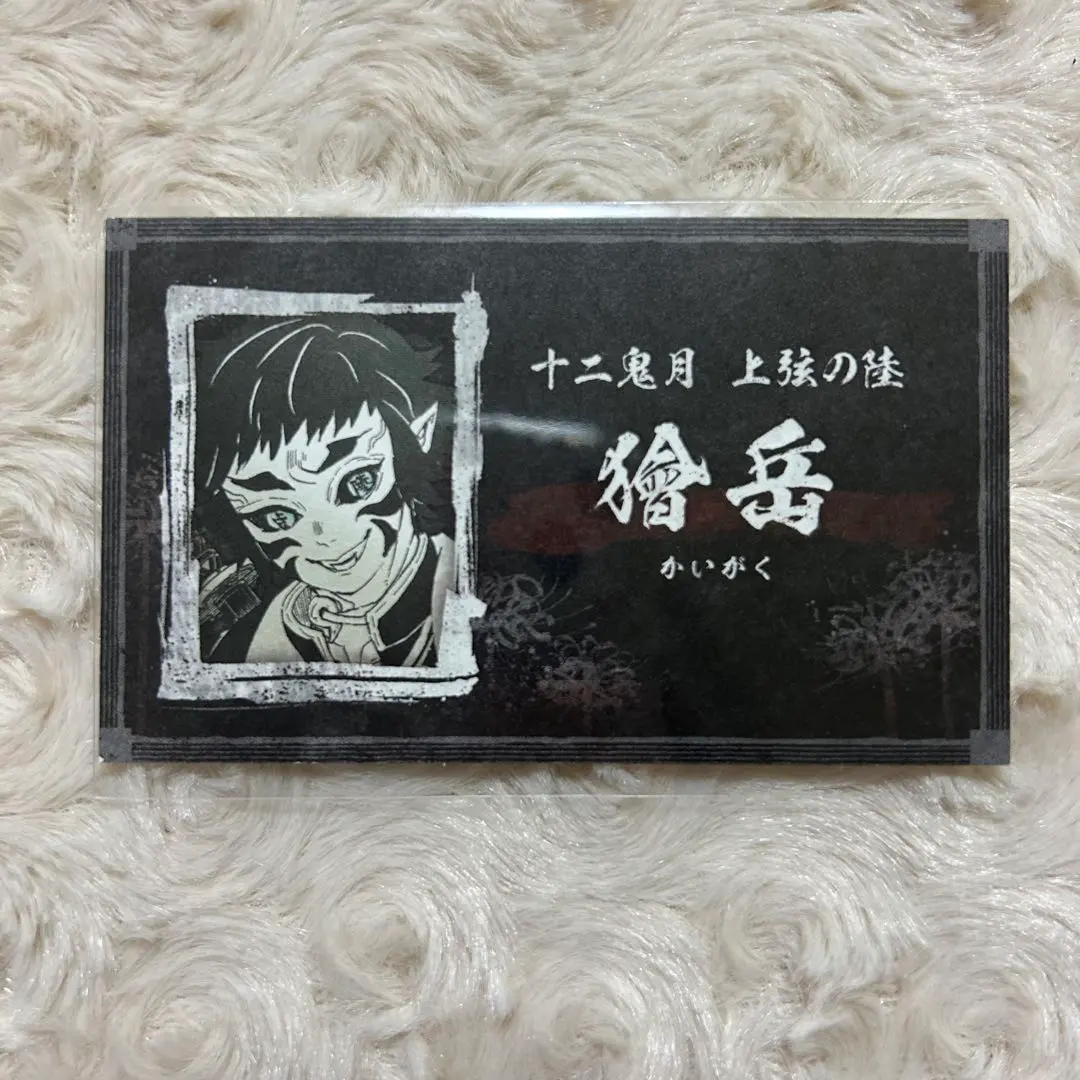 十二鬼月 上弦の陸
獪岳
かいがく